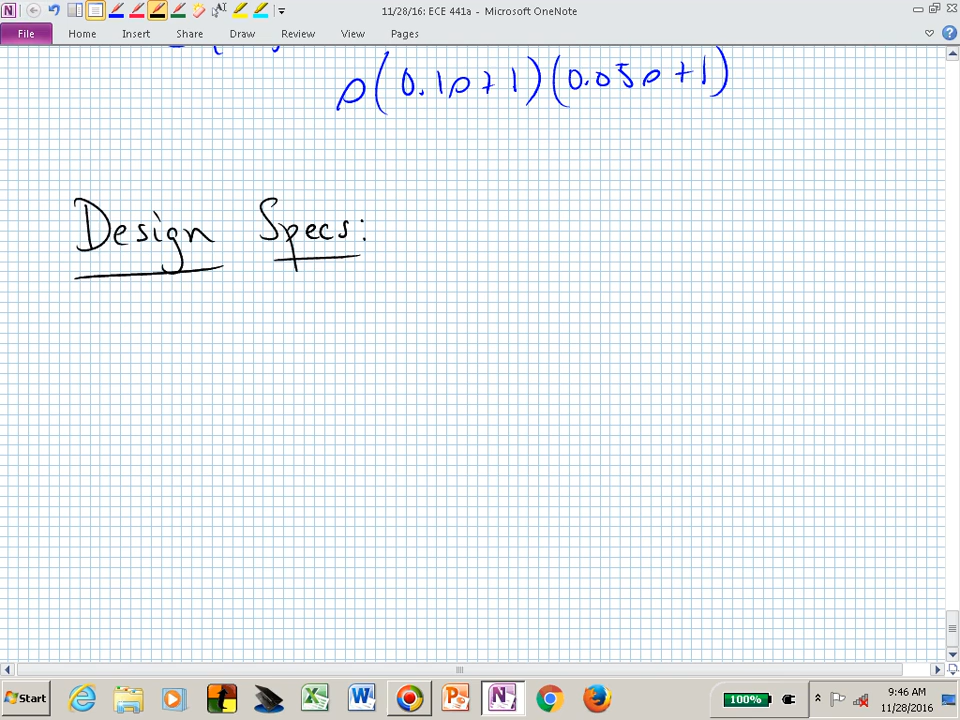 11/28/16: ECE 441a - Microsoft OneNote
File Home Insert Draw Share Review View Pages
s(0.1s+1)(0.05s+1)
Design Specs:
Start
100%
9:46 AM
11/28/2016